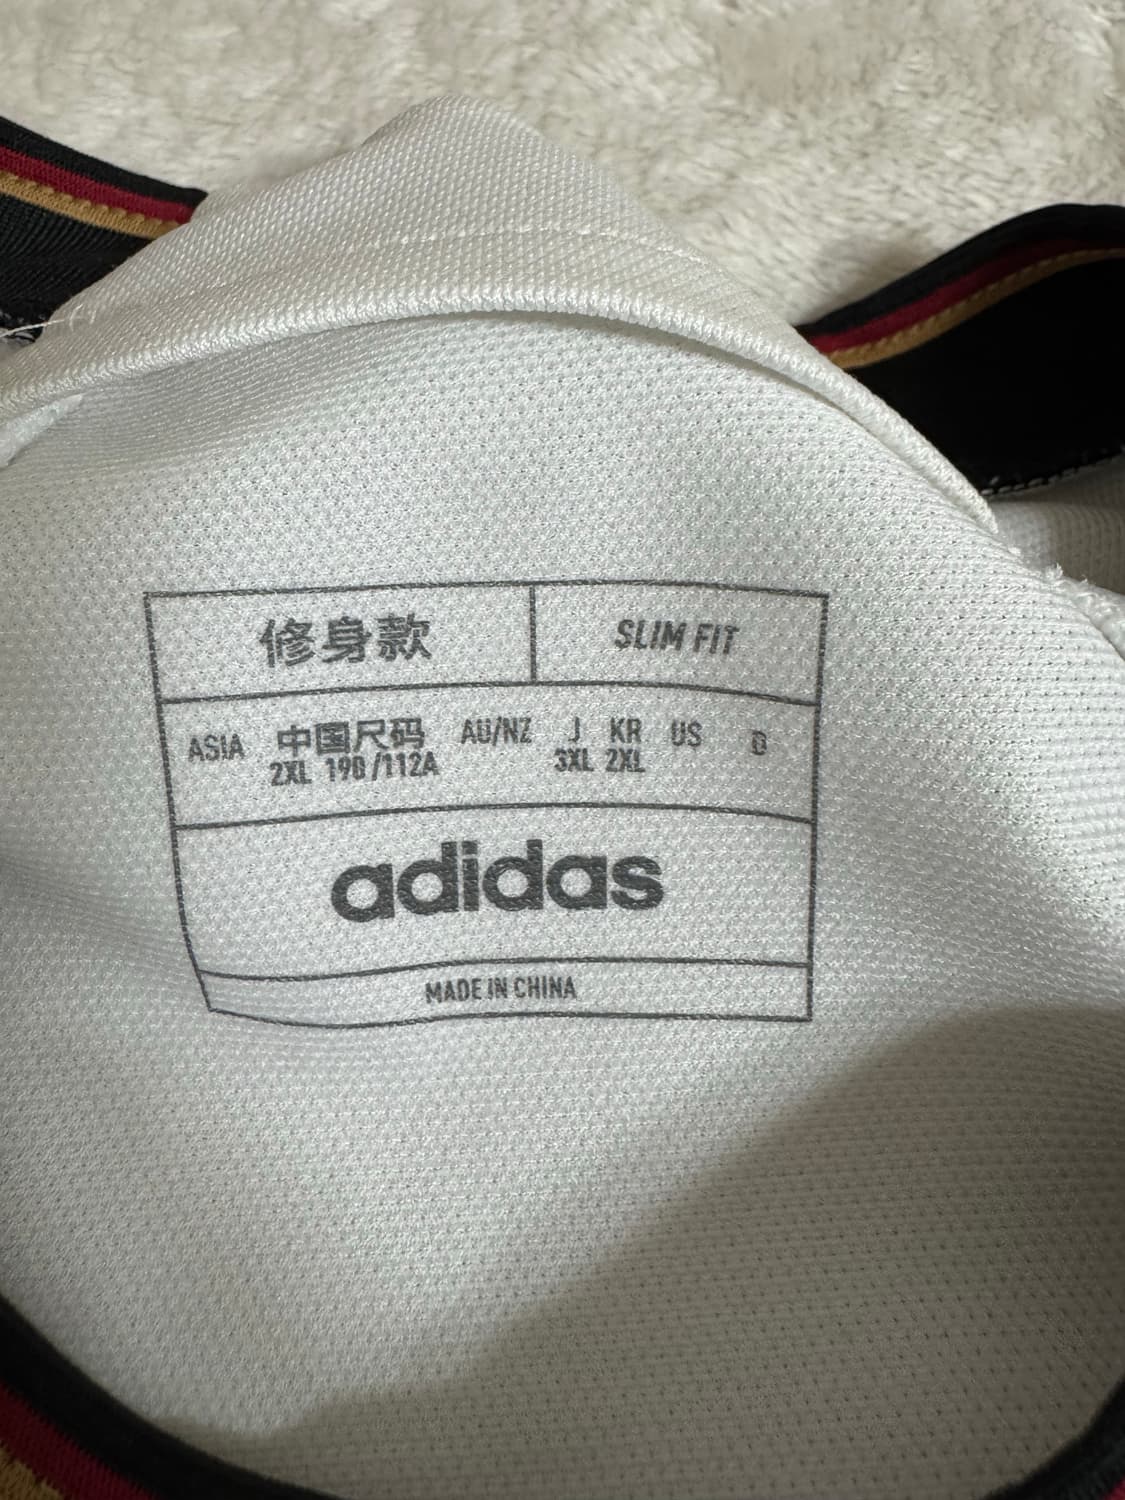 修身款 SLIM FIT
ASIA 中国尺码 AU/NZ J KR US D
2XL 190/112A 3XL 2XL
adidas
MADE IN CHINA